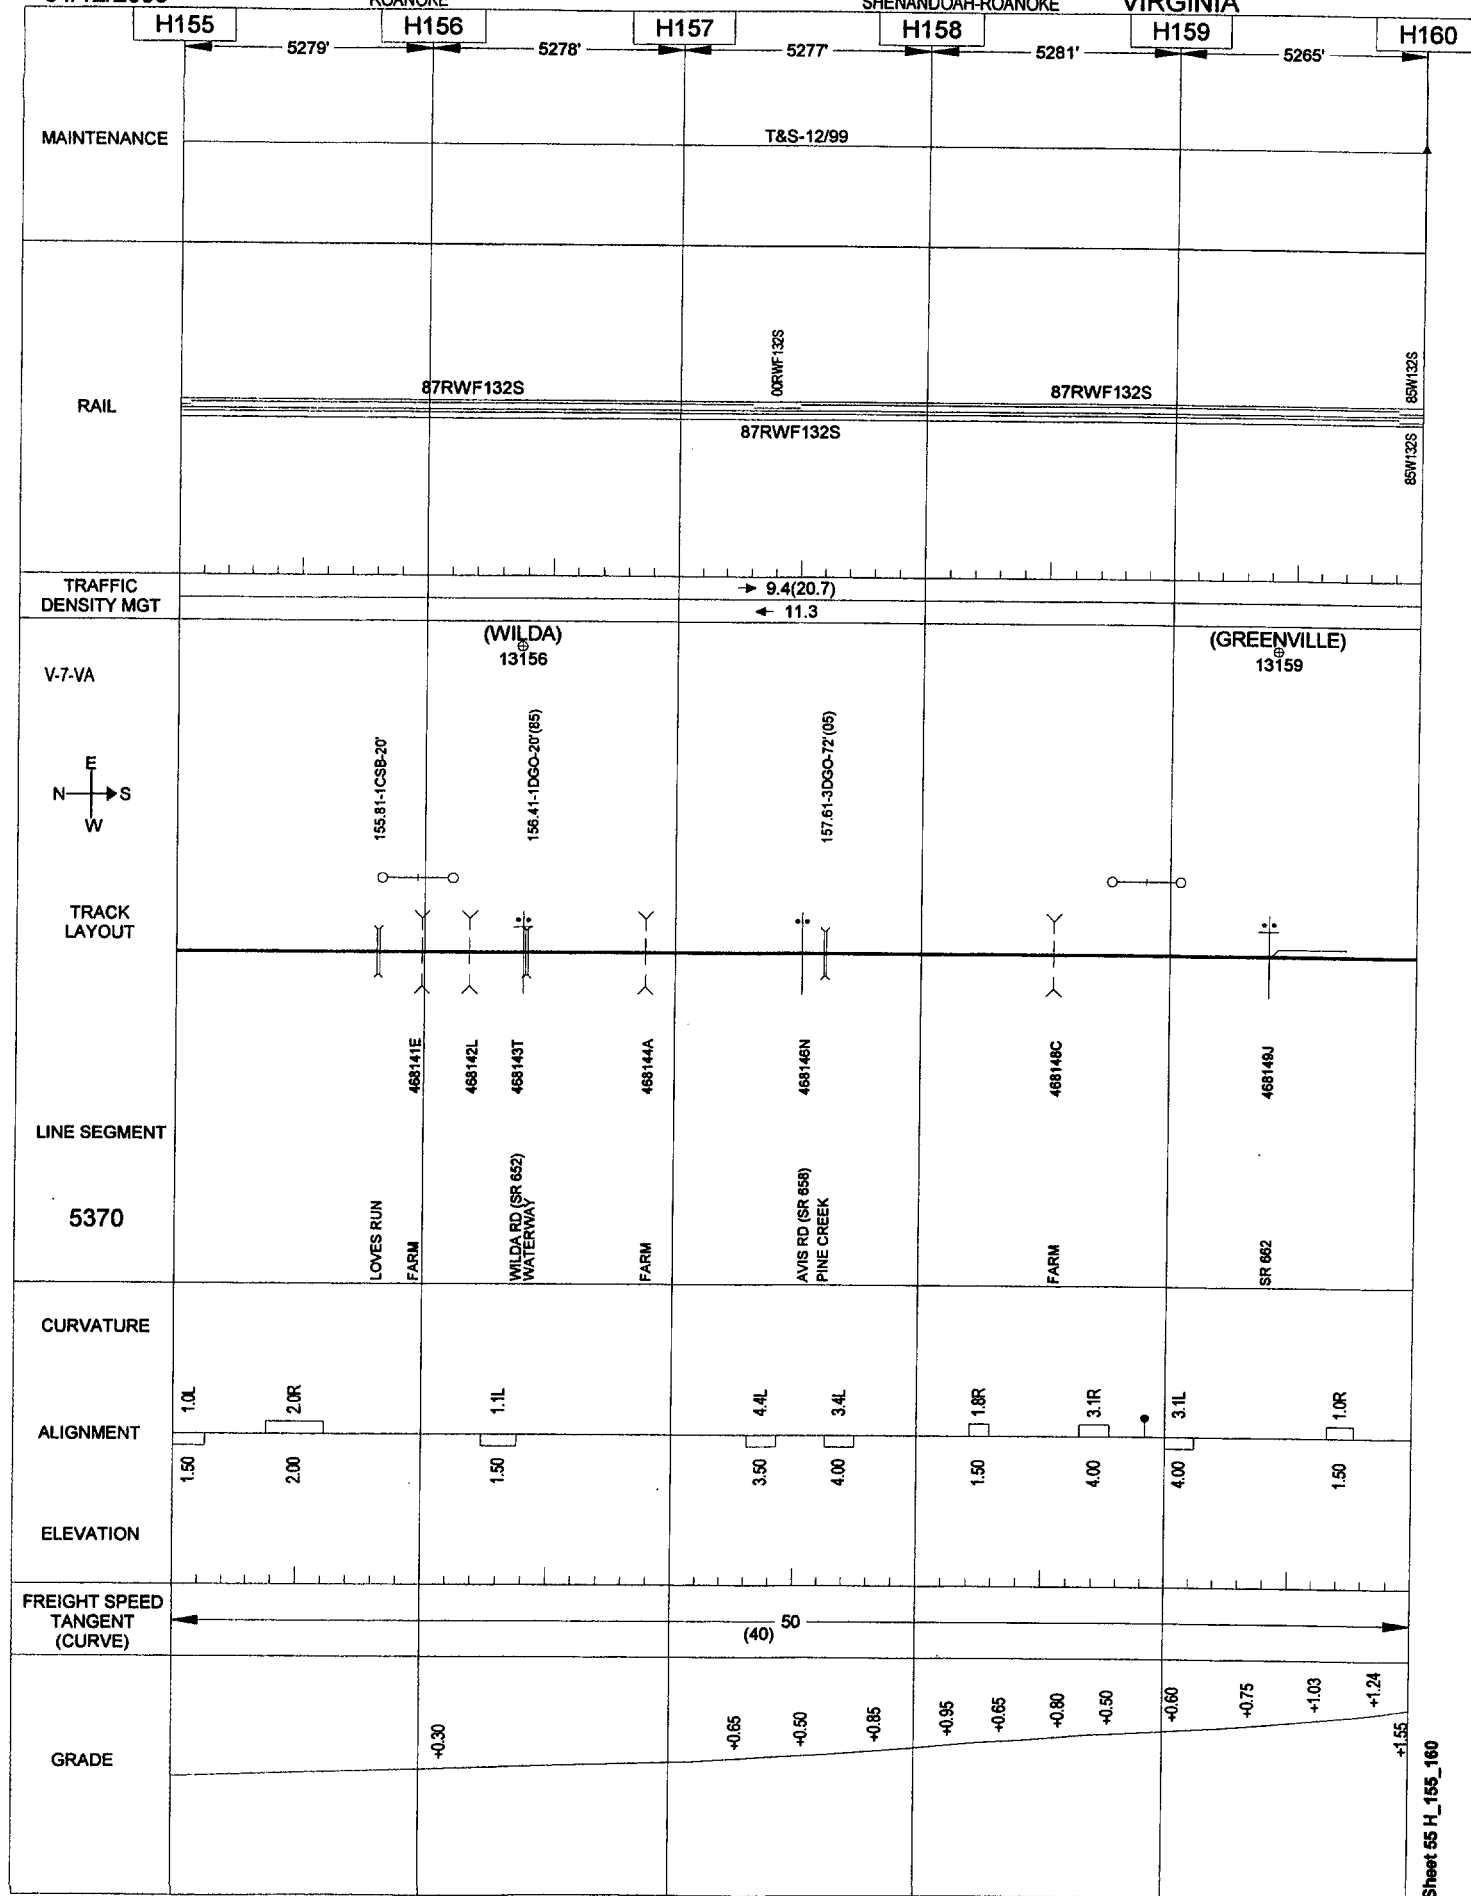 ROANOKE
SHENANDOAH-ROANOKE
VIRGINIA
H155
H156
H157
H158
H159
H160
5279'
5278'
5277'
5281'
5265'
MAINTENANCE
T&S-12/99
RAIL
87RWF132S
00RWF132S
87RWF132S
85W132S
87RWF132S
85W132S
TRAFFIC
DENSITY MGT
9.4(20.7)
11.3
V-7-VA
(WILDA)
13156
(GREENVILLE)
13159
E
N
S
W
155.81-1CSB-20'
156.41-1DGO-20'(85)
157.61-3DGO-72'(05)
TRACK
LAYOUT
468141E
468142L
468143T
468144A
468146N
468148C
468149J
LINE SEGMENT
5370
LOVES RUN
FARM
WILDA RD (SR 652)
WATERWAY
FARM
AVIS RD (SR 658)
PINE CREEK
FARM
SR 662
CURVATURE
1.0L
2.0R
1.1L
4.4L
3.4L
1.8R
3.1R
3.1L
1.0R
ALIGNMENT
1.50
2.00
1.50
3.50
4.00
1.50
4.00
4.00
1.50
ELEVATION
FREIGHT SPEED
TANGENT
(CURVE)
50
(40)
GRADE
+0.30
+0.65
+0.50
+0.85
+0.95
+0.65
+0.80
+0.50
+0.60
+0.75
+1.03
+1.24
+1.55
Sheet 55 H_155_160